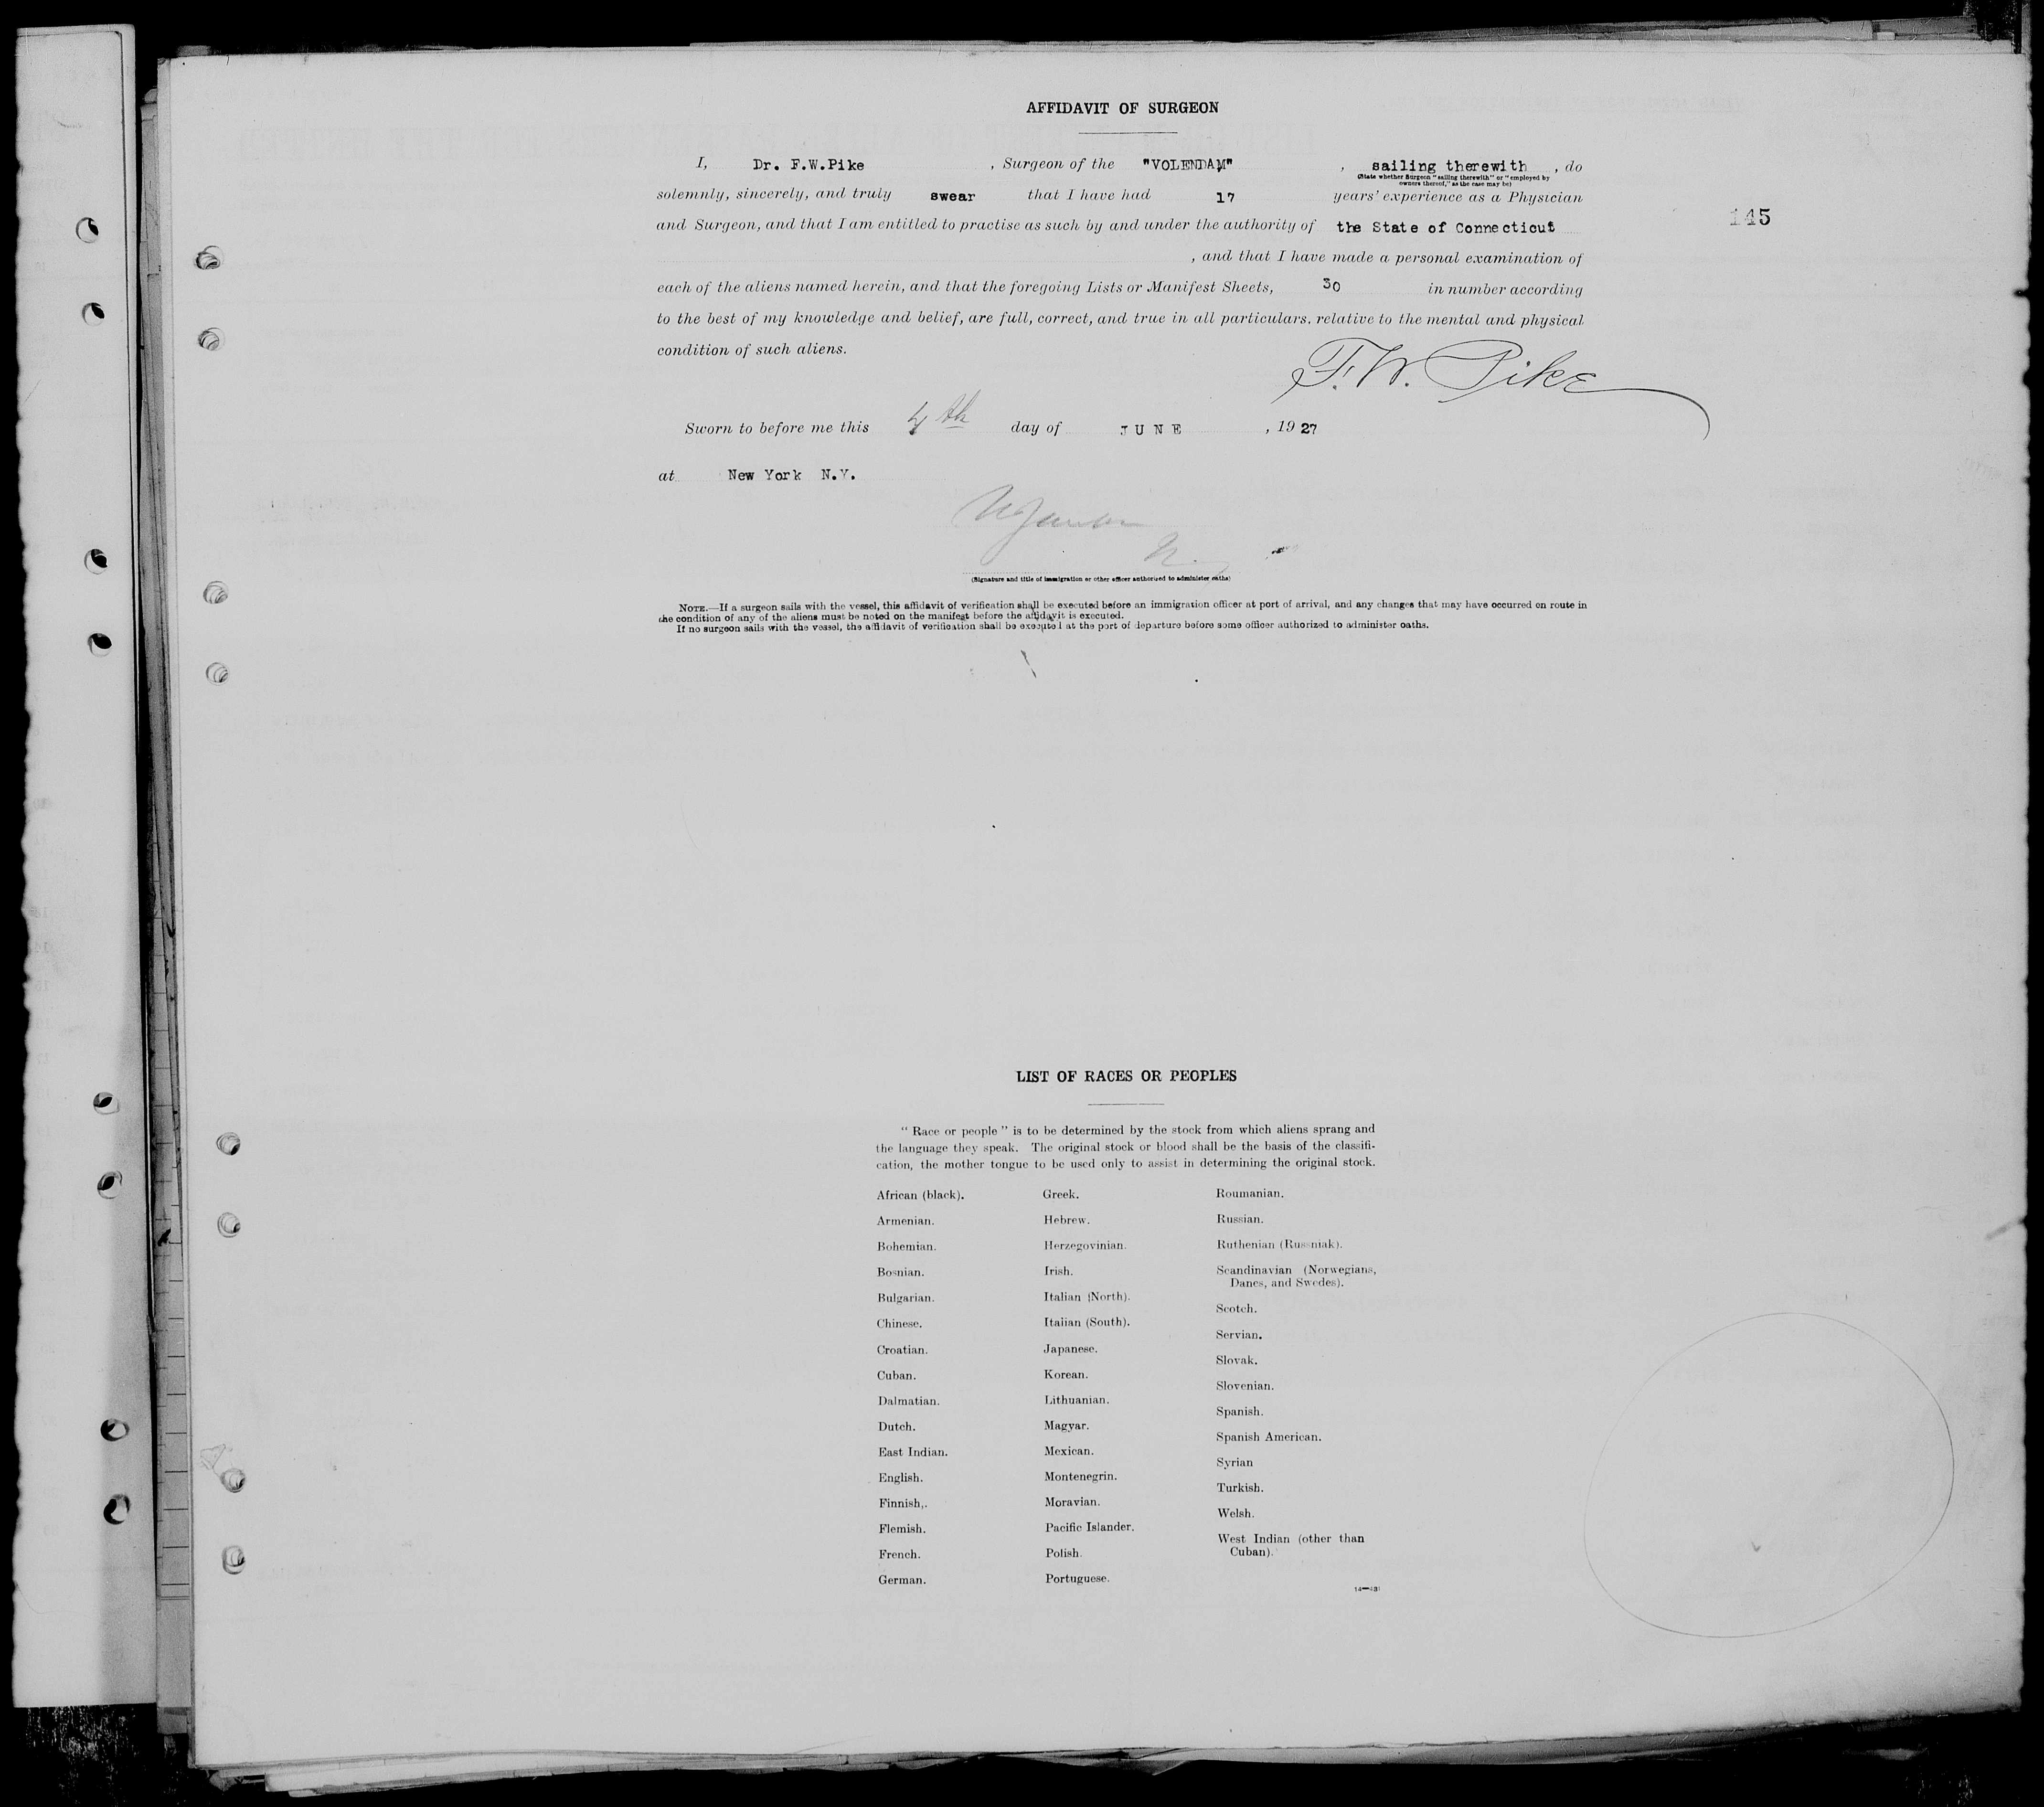 AFFIDAVIT OF SURGEON
I, Dr. F.W.Pike , Surgeon of the "VOLENDAM" , sailing therewith , do
(State whether Surgeon "sailing therewith" or "employed by
owners thereof," as the case may be)
solemnly, sincerely, and truly swear that I have had 17 years' experience as a Physician
and Surgeon, and that I am entitled to practise as such by and under the authority of the State of Connecticut
145
, and that I have made a personal examination of
each of the aliens named herein, and that the foregoing Lists or Manifest Sheets, 30 in number according
to the best of my knowledge and belief, are full, correct, and true in all particulars. relative to the mental and physical
condition of such aliens.
F.W. Pike
Sworn to before me this 4th day of JUNE , 1927
at New York N.Y.
(Signature and title of immigration or other officer authorized to administer oaths)
NOTE.—If a surgeon sails with the vessel, this affidavit of verification shall be executed before an immigration officer at port of arrival, and any changes that may have occurred on route in
the condition of any of the aliens must be noted on the manifest before the affidavit is executed.
If no surgeon sails with the vessel, the affidavit of verification shall be executed at the port of departure before some officer authorized to administer oaths.
LIST OF RACES OR PEOPLES
" Race or people " is to be determined by the stock from which aliens sprang and
the language they speak. The original stock or blood shall be the basis of the classifi-
cation, the mother tongue to be used only to assist in determining the original stock.
African (black).
Armenian.
Bohemian.
Bosnian.
Bulgarian.
Chinese.
Croatian.
Cuban.
Dalmatian.
Dutch.
East Indian.
English.
Finnish,.
Flemish.
French.
German.
Greek.
Hebrew.
Herzegovinian.
Irish.
Italian (North).
Italian (South).
Japanese.
Korean.
Lithuanian.
Magyar.
Mexican.
Montenegrin.
Moravian.
Pacific Islander.
Polish.
Portuguese.
Roumanian.
Russian.
Ruthenian (Russniak).
Scandinavian (Norwegians,
Danes, and Swedes).
Scotch.
Servian.
Slovak.
Slovenian.
Spanish.
Spanish American.
Syrian
Turkish.
Welsh.
West Indian (other than
Cuban).